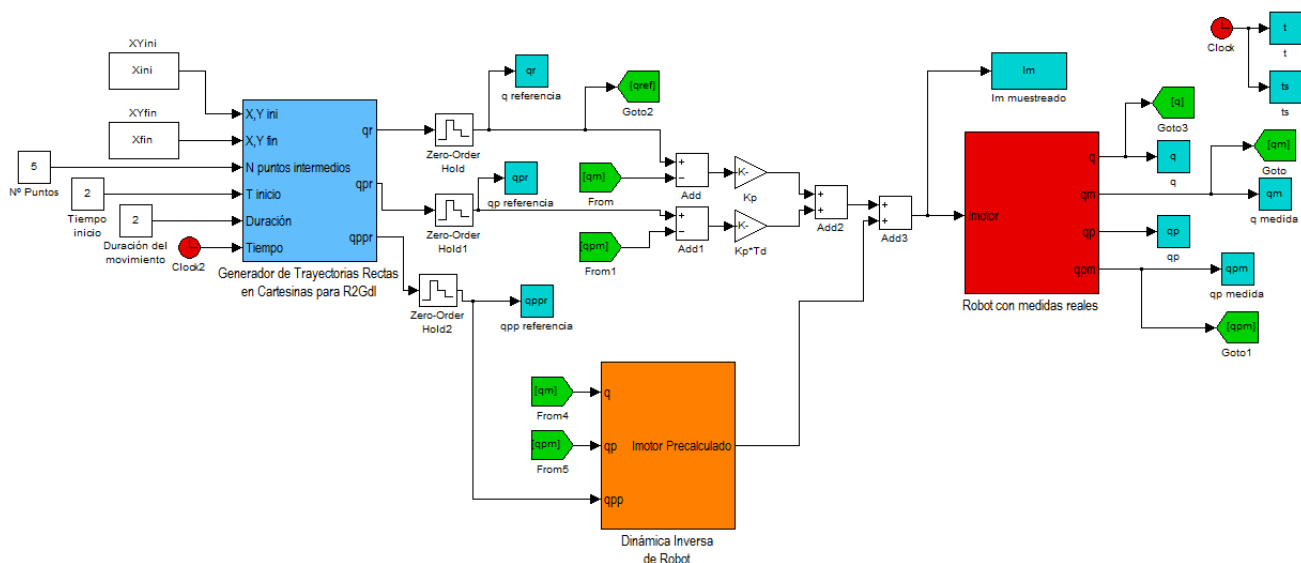 XYini
Xini
XYfin
Xfin
5
Nº Puntos
2
Tiempo
inicio
2
Duración del
movimiento
Clock2
X,Y ini
X,Y fin
N puntos intermedios
T inicio
Duración
Tiempo
qr
qpr
qppr
Generador de Trayectorias Rectas
en Cartesinas para R2Gdl
Zero-Order
Hold
Zero-Order
Hold1
Zero-Order
Hold2
qr
q referencia
qpr
qp referencia
qppr
qpp referencia
[qref]
Goto2
[qm]
From
[qpm]
From1
+
−
Add
+
−
Add1
K-
Kp
K-
Kp*Td
+
+
Add2
+
+
Add3
[qm]
From4
[qpm]
From5
q
qp
qpp
Imotor Precalculado
Dinámica Inversa
de Robot
Im
Im muestreado
Imotor
q
qm
qp
qpm
Robot con medidas reales
Clock
t
t
ts
ts
[q]
Goto3
q
q
[qm]
Goto
qm
q medida
qp
qp
qpm
qp medida
[qpm]
Goto1